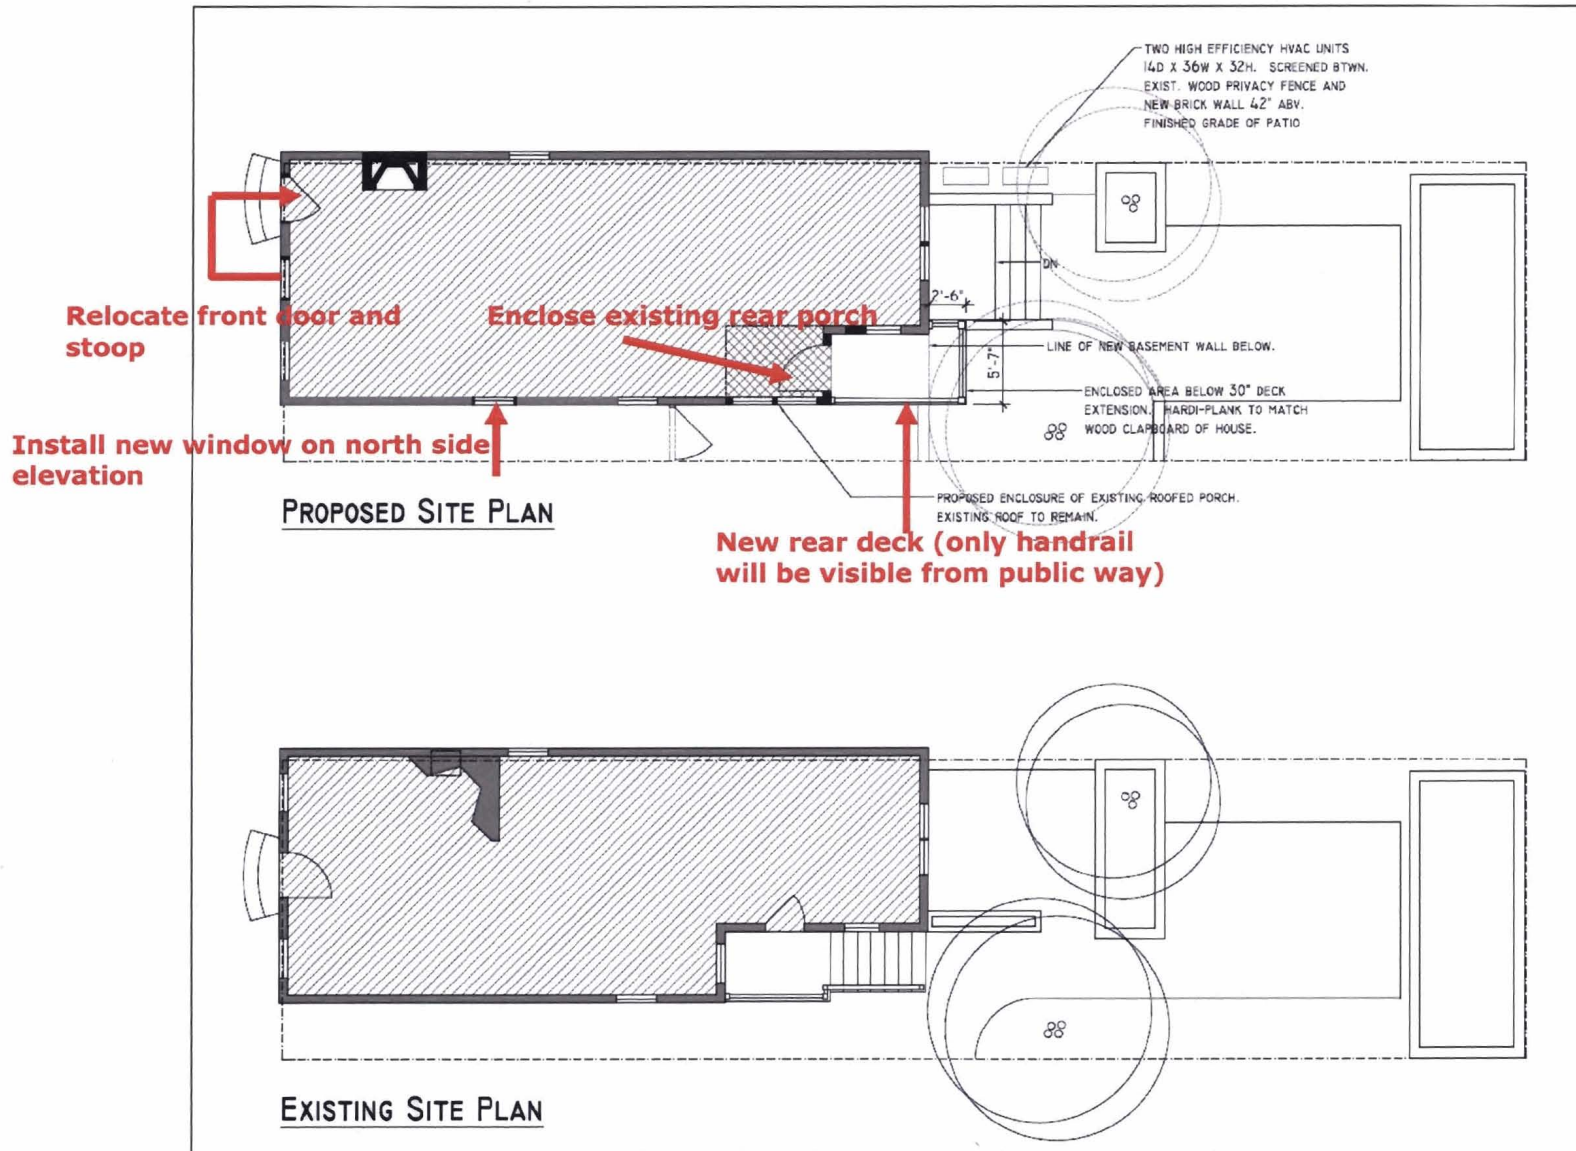 TWO HIGH EFFICIENCY HVAC UNITS
14D X 36W X 32H. SCREENED BTWN.
EXIST. WOOD PRIVACY FENCE AND
NEW BRICK WALL 42" ABV.
FINISHED GRADE OF PATIO
DN
2'-6"
Relocate front door and
stoop
Enclose existing rear porch
LINE OF NEW BASEMENT WALL BELOW.
5'-7"
ENCLOSED AREA BELOW 30" DECK
EXTENSION. HARDI-PLANK TO MATCH
WOOD CLAPBOARD OF HOUSE.
Install new window on north side
elevation
PROPOSED SITE PLAN
PROPOSED ENCLOSURE OF EXISTING ROOFED PORCH.
EXISTING ROOF TO REMAIN.
New rear deck (only handrail
will be visible from public way)
EXISTING SITE PLAN